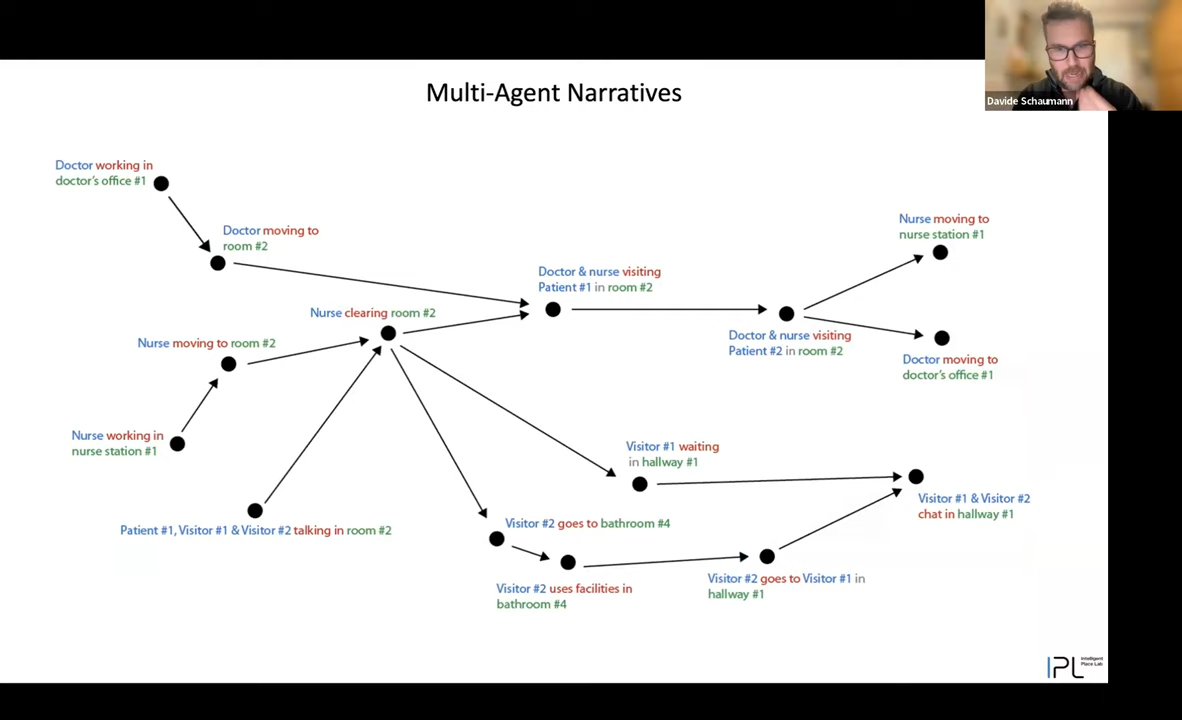 Multi-Agent Narratives
Davide Schaumann
Doctor working in
doctor's office #1
Doctor moving to
room #2
Nurse clearing room #2
Nurse moving to room #2
Nurse working in
nurse station #1
Patient #1, Visitor #1 & Visitor #2 talking in room #2
Doctor & nurse visiting
Patient #1 in room #2
Doctor & nurse visiting
Patient #2 in room #2
Nurse moving to
nurse station #1
Doctor moving to
doctor's office #1
Visitor #1 waiting
in hallway #1
Visitor #2 goes to bathroom #4
Visitor #2 uses facilities in
bathroom #4
Visitor #2 goes to Visitor #1 in
hallway #1
Visitor #1 & Visitor #2
chat in hallway #1
IPL
Intelligent
Place Lab